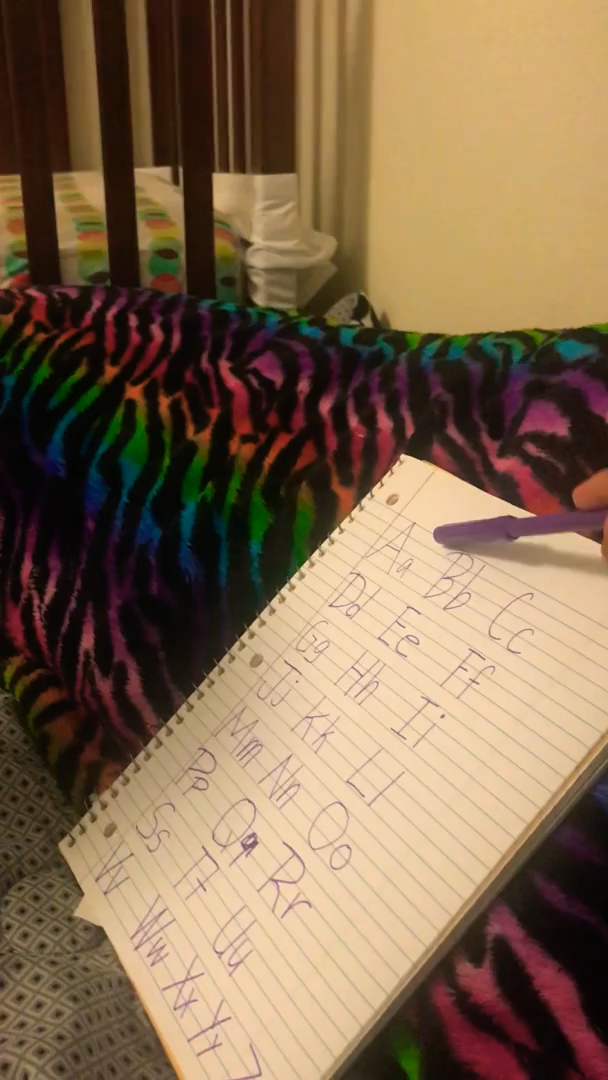 Aa Bb Cc
Dd Ee Ff
Gg Hh Ii
Jj Kk Ll
Mm Nn Oo
Pp Qq Rr
Ss Tt Uu
Vv Ww Xx Yy Z